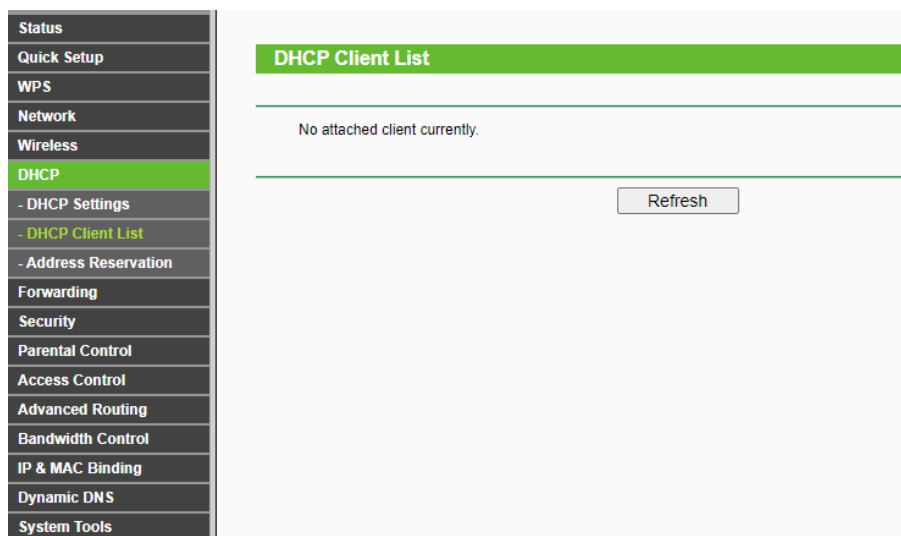 Status
Quick Setup
WPS
Network
Wireless
DHCP
- DHCP Settings
- DHCP Client List
- Address Reservation
Forwarding
Security
Parental Control
Access Control
Advanced Routing
Bandwidth Control
IP & MAC Binding
Dynamic DNS
System Tools
DHCP Client List
No attached client currently.
Refresh